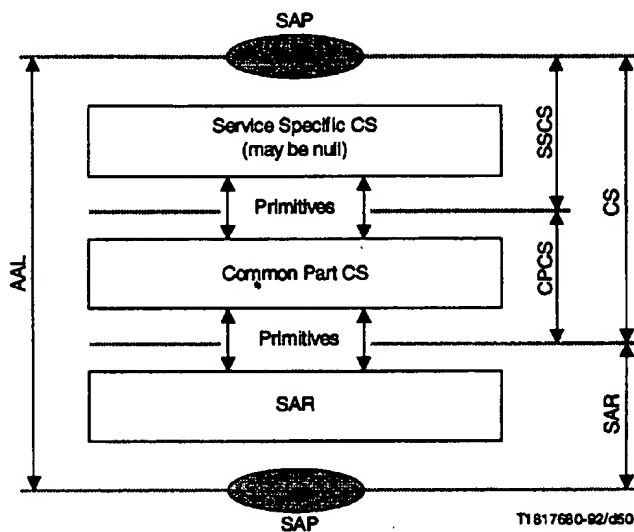 SAP
Service Specific CS
(may be null)
SSCS
Primitives
CS
AAL
Common Part CS
CPCS
Primitives
SAR
SAR
SAP
T1817680-92/d50